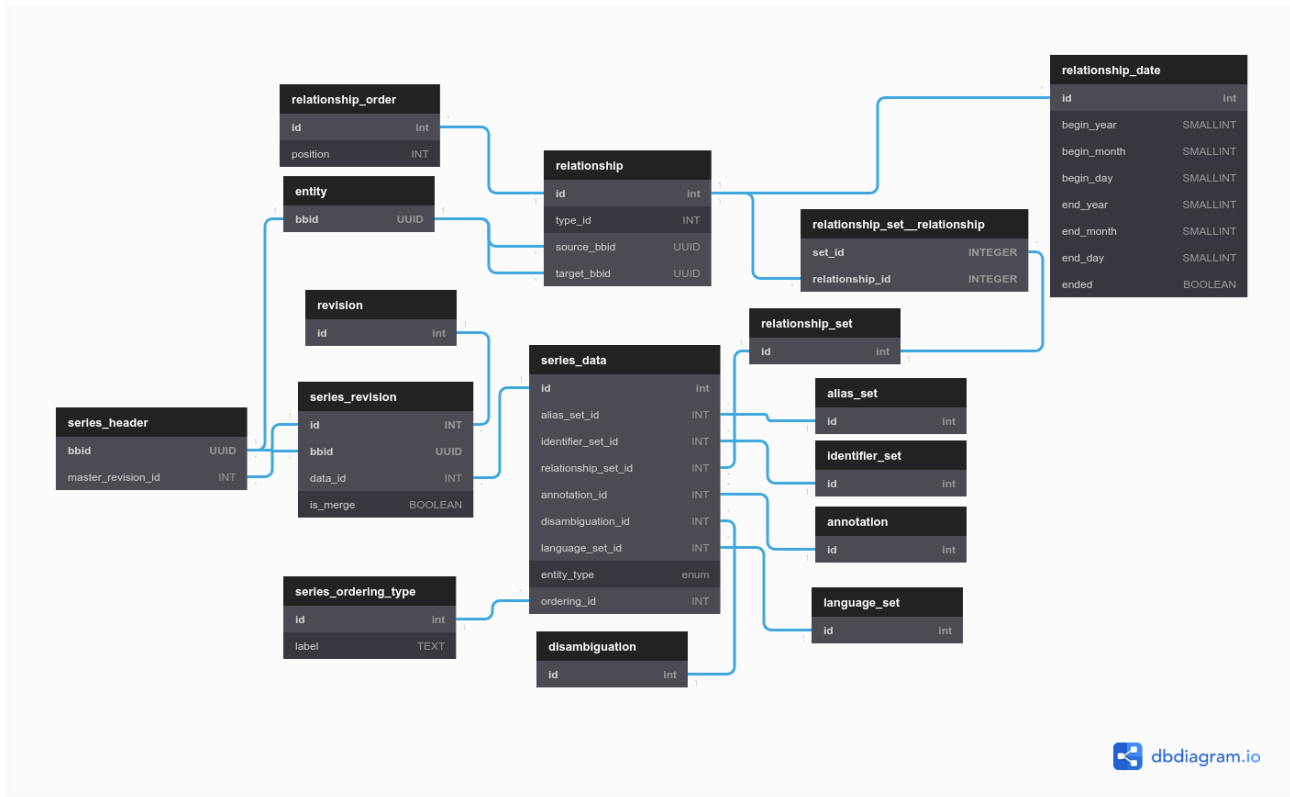 relationship_order
id int
position INT
entity
bbid UUID
relationship
id int
type_id INT
source_bbid UUID
target_bbid UUID
relationship_date
id int
begin_year SMALLINT
begin_month SMALLINT
begin_day SMALLINT
end_year SMALLINT
end_month SMALLINT
end_day SMALLINT
ended BOOLEAN
relationship_set__relationship
set_id INTEGER
relationship_id INTEGER
revision
id int
relationship_set
id int
series_header
bbid UUID
master_revision_id INT
series_revision
id INT
bbid UUID
data_id INT
is_merge BOOLEAN
series_data
id int
alias_set_id INT
identifier_set_id INT
relationship_set_id INT
annotation_id INT
disambiguation_id INT
language_set_id INT
entity_type enum
ordering_id INT
alias_set
id int
identifier_set
id int
annotation
id int
language_set
id int
series_ordering_type
id int
label TEXT
disambiguation
id int
dbdiagram.io